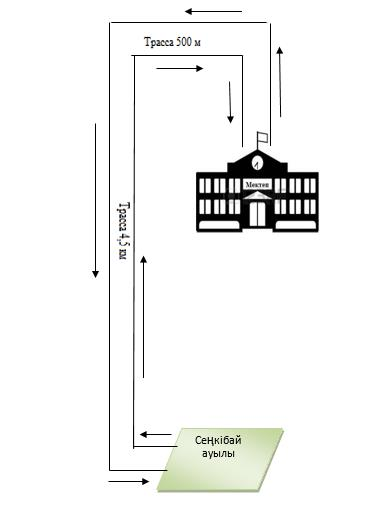 Трасса 500 м
Мектеп
Трасса 4,5 км
Сеңкібай
ауылы